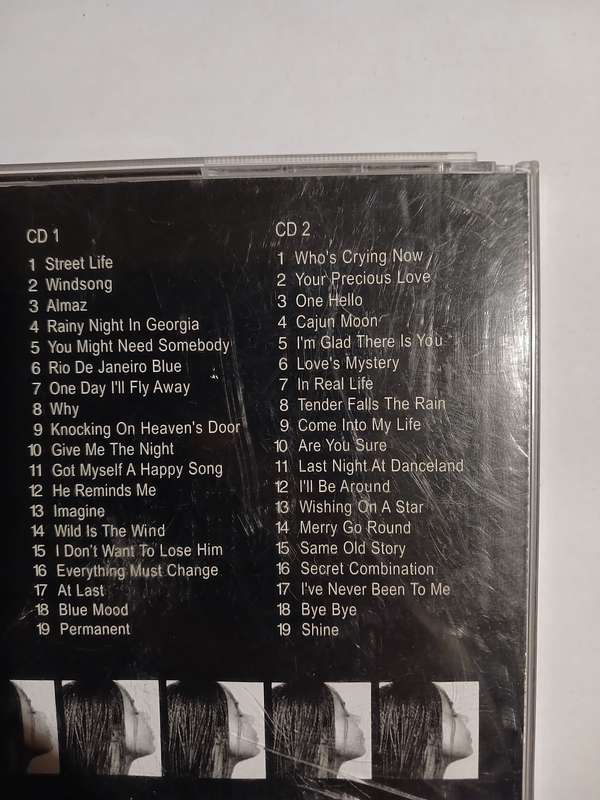 CD 1
1 Street Life
2 Windsong
3 Almaz
4 Rainy Night In Georgia
5 You Might Need Somebody
6 Rio De Janeiro Blue
7 One Day I'll Fly Away
8 Why
9 Knocking On Heaven's Door
10 Give Me The Night
11 Got Myself A Happy Song
12 He Reminds Me
13 Imagine
14 Wild Is The Wind
15 I Don't Want To Lose Him
16 Everything Must Change
17 At Last
18 Blue Mood
19 Permanent
CD 2
1 Who's Crying Now
2 Your Precious Love
3 One Hello
4 Cajun Moon
5 I'm Glad There Is You
6 Love's Mystery
7 In Real Life
8 Tender Falls The Rain
9 Come Into My Life
10 Are You Sure
11 Last Night At Danceland
12 I'll Be Around
13 Wishing On A Star
14 Merry Go Round
15 Same Old Story
16 Secret Combination
17 I've Never Been To Me
18 Bye Bye
19 Shine